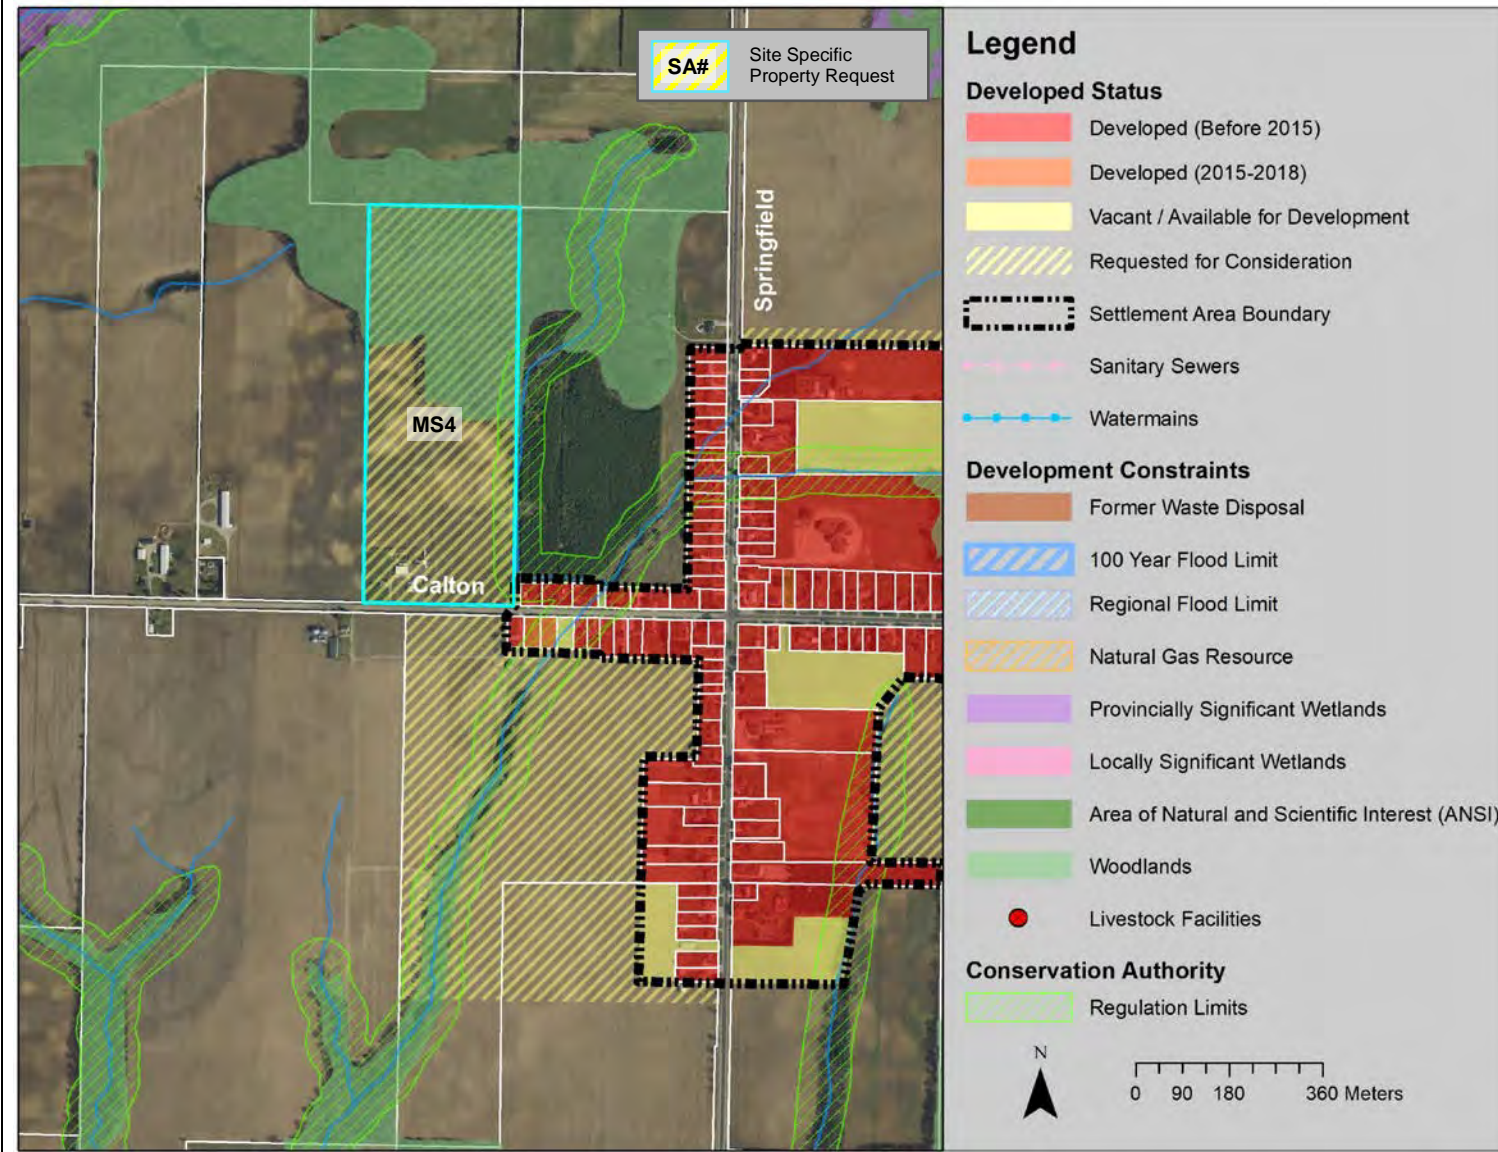 SA#
Site Specific
Property Request
Springfield
MS4
Calton
Legend
Developed Status
Developed (Before 2015)
Developed (2015-2018)
Vacant / Available for Development
Requested for Consideration
Settlement Area Boundary
Sanitary Sewers
Watermains
Development Constraints
Former Waste Disposal
100 Year Flood Limit
Regional Flood Limit
Natural Gas Resource
Provincially Significant Wetlands
Locally Significant Wetlands
Area of Natural and Scientific Interest (ANSI)
Woodlands
Livestock Facilities
Conservation Authority
Regulation Limits
N
0 90 180 360 Meters